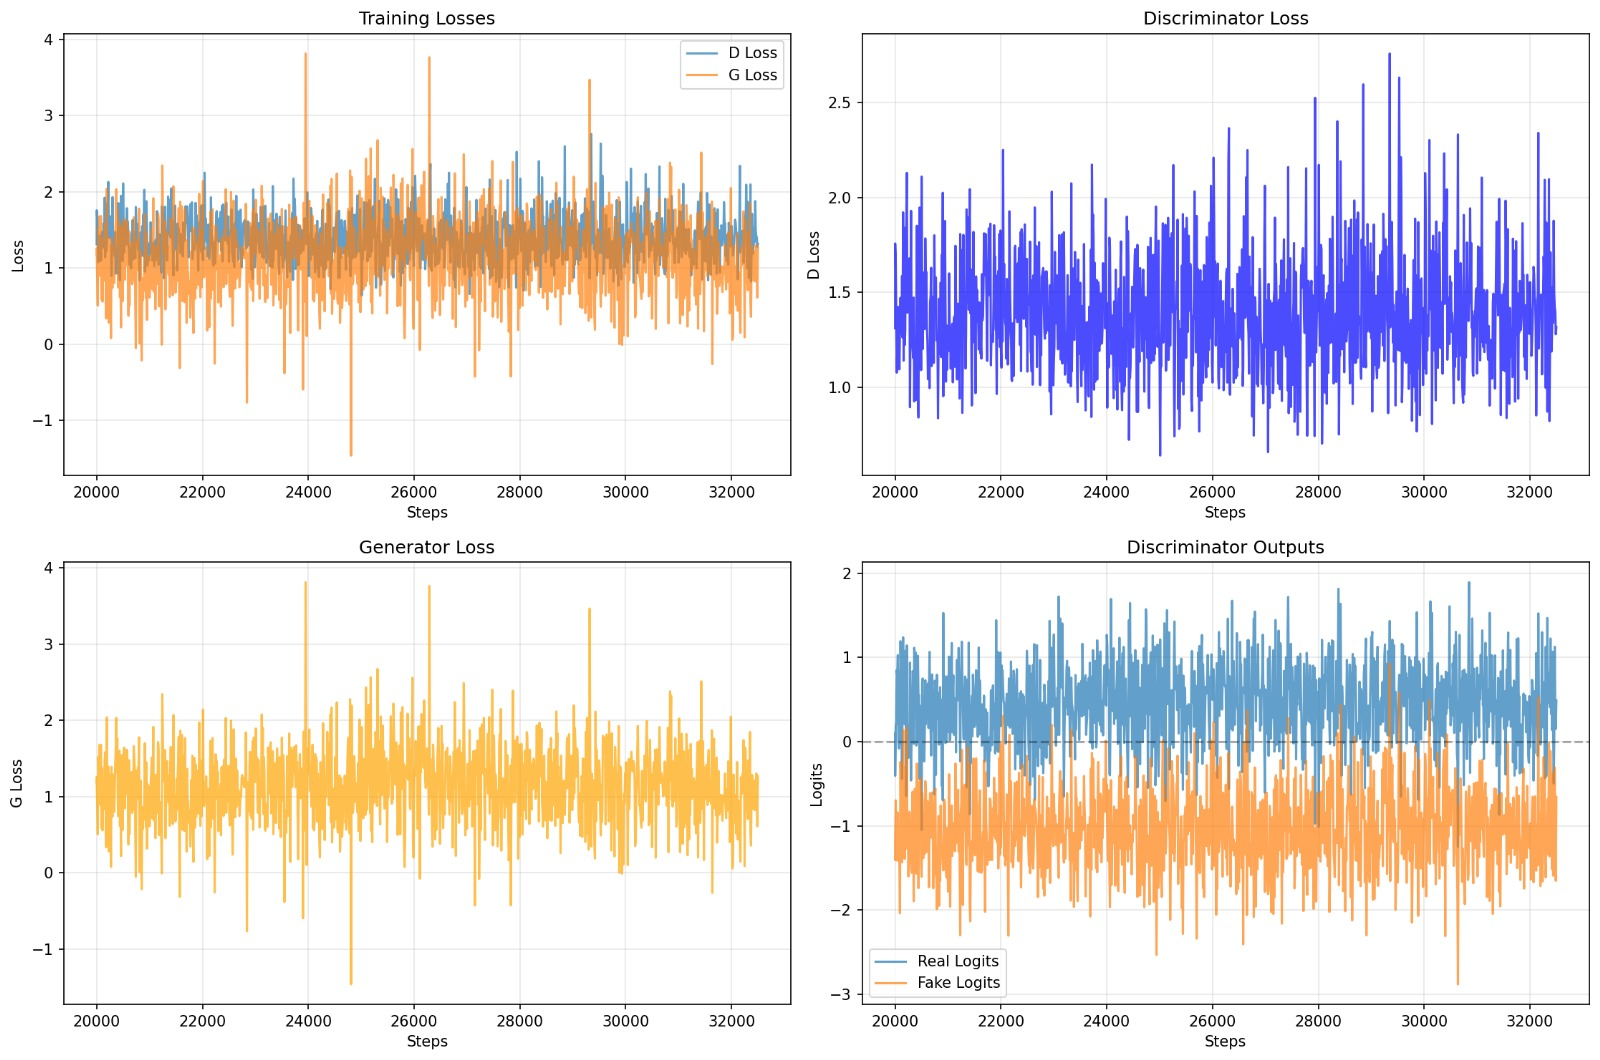 Training Losses
4
3
2
1
0
−1
Loss
D Loss
G Loss
20000 22000 24000 26000 28000 30000 32000
Steps
Discriminator Loss
2.5
2.0
1.5
1.0
D Loss
20000 22000 24000 26000 28000 30000 32000
Steps
Generator Loss
4
3
2
1
0
−1
G Loss
20000 22000 24000 26000 28000 30000 32000
Steps
Discriminator Outputs
2
1
0
−1
−2
−3
Logits
Real Logits
Fake Logits
20000 22000 24000 26000 28000 30000 32000
Steps